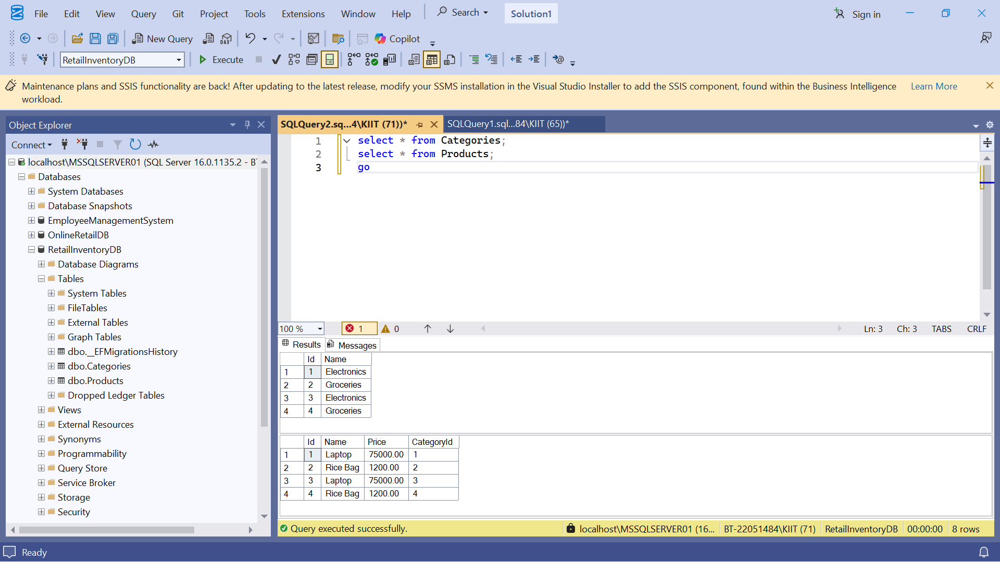 File Edit View Query Git Project Tools Extensions Window Help Search Solution1 Sign in
New Query DAX Copilot
RetailInventoryDB Execute
Maintenance plans and SSIS functionality are back! After updating to the latest release, modify your SSMS installation in the Visual Studio Installer to add the SSIS component, found within the Business Intelligence Learn More
workload.
Object Explorer
Connect
localhost\MSSQLSERVER01 (SQL Server 16.0.1135.2 - BT
Databases
System Databases
Database Snapshots
EmployeeManagementSystem
OnlineRetailDB
RetailInventoryDB
Database Diagrams
Tables
System Tables
FileTables
External Tables
Graph Tables
dbo.__EFMigrationsHistory
dbo.Categories
dbo.Products
Dropped Ledger Tables
Views
External Resources
Synonyms
Programmability
Query Store
Service Broker
Storage
Security
SQLQuery2.sq...4\KIIT (71))* SQLQuery1.sql...84\KIIT (65))*
1 select * from Categories;
2 select * from Products;
3 go
100 % 1 0 Ln: 3 Ch: 3 TABS CRLF
Results Messages
Id Name
1 1 Electronics
2 2 Groceries
3 3 Electronics
4 4 Groceries
Id Name Price CategoryId
1 1 Laptop 75000.00 1
2 2 Rice Bag 1200.00 2
3 3 Laptop 75000.00 3
4 4 Rice Bag 1200.00 4
Query executed successfully. localhost\MSSQLSERVER01 (16... BT-22051484\KIIT (71) RetailInventoryDB 00:00:00 8 rows
Ready